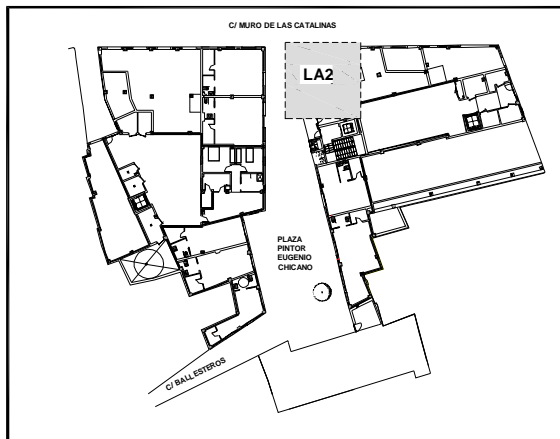 C/ MURO DE LAS CATALINAS
LA2
PLAZA
PINTOR
EUGENIO
CHICANO
C/ BALLESTEROS